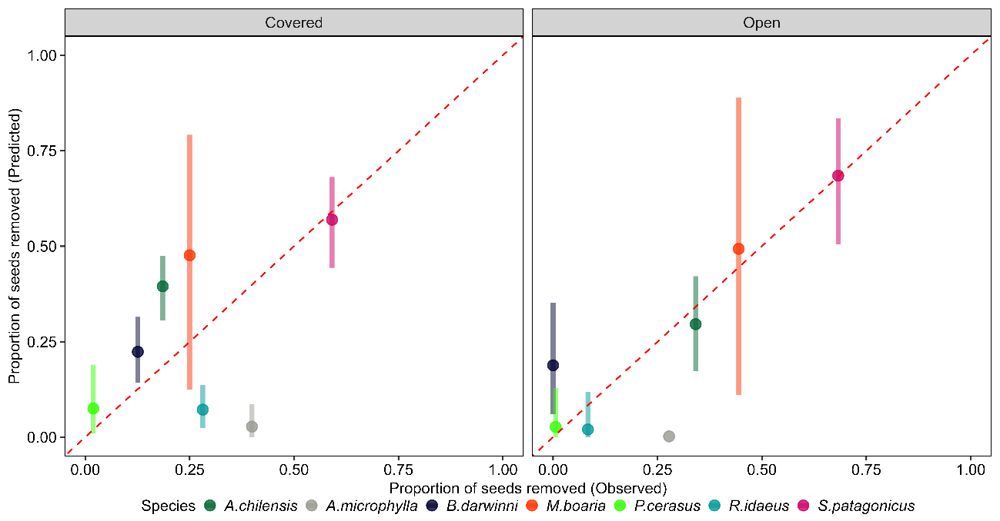 Covered Open
Proportion of seeds removed (Predicted)
1.00
0.75
0.50
0.25
0.00
0.00 0.25 0.50 0.75 1.00 0.00 0.25 0.50 0.75 1.00
Proportion of seeds removed (Observed)
Species A.chilensis A.microphylla B.darwinni M.boaria P.cerasus R.idaeus S.patagonicus